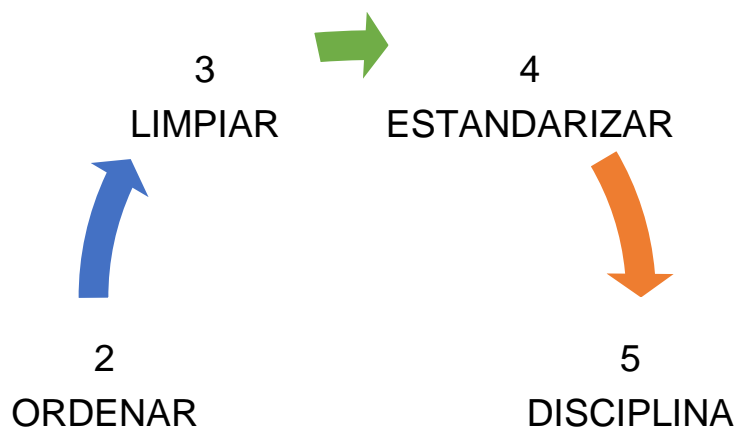 3
LIMPIAR
4
ESTANDARIZAR
2
ORDENAR
5
DISCIPLINA